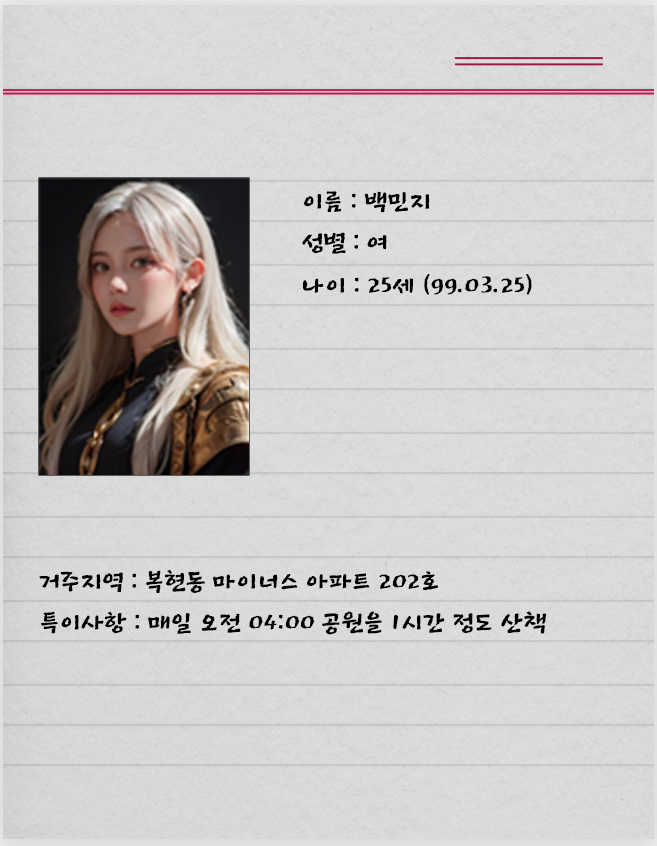 이름 : 백민지
성별 : 여
나이 : 25세 (99.03.25)
거주지역 : 복현동 마이너스 아파트 202호
특이사항 : 매일 오전 04:00 공원을 1시간 정도 산책